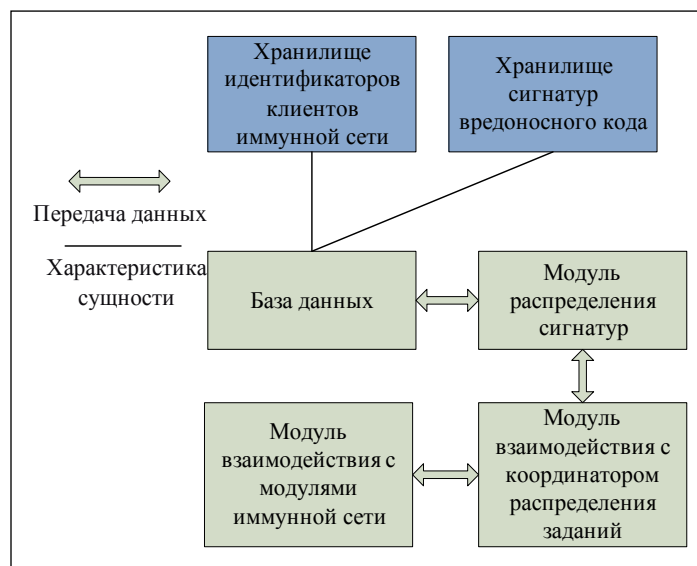 Хранилище
идентификаторов
клиентов
иммунной сети
Хранилище
сигнатур
вредоносного кода
Передача данных
Характеристика
сущности
База данных
Модуль
распределения
сигнатур
Модуль
взаимодействия с
модулями
иммунной сети
Модуль
взаимодействия с
координатором
распределения
заданий